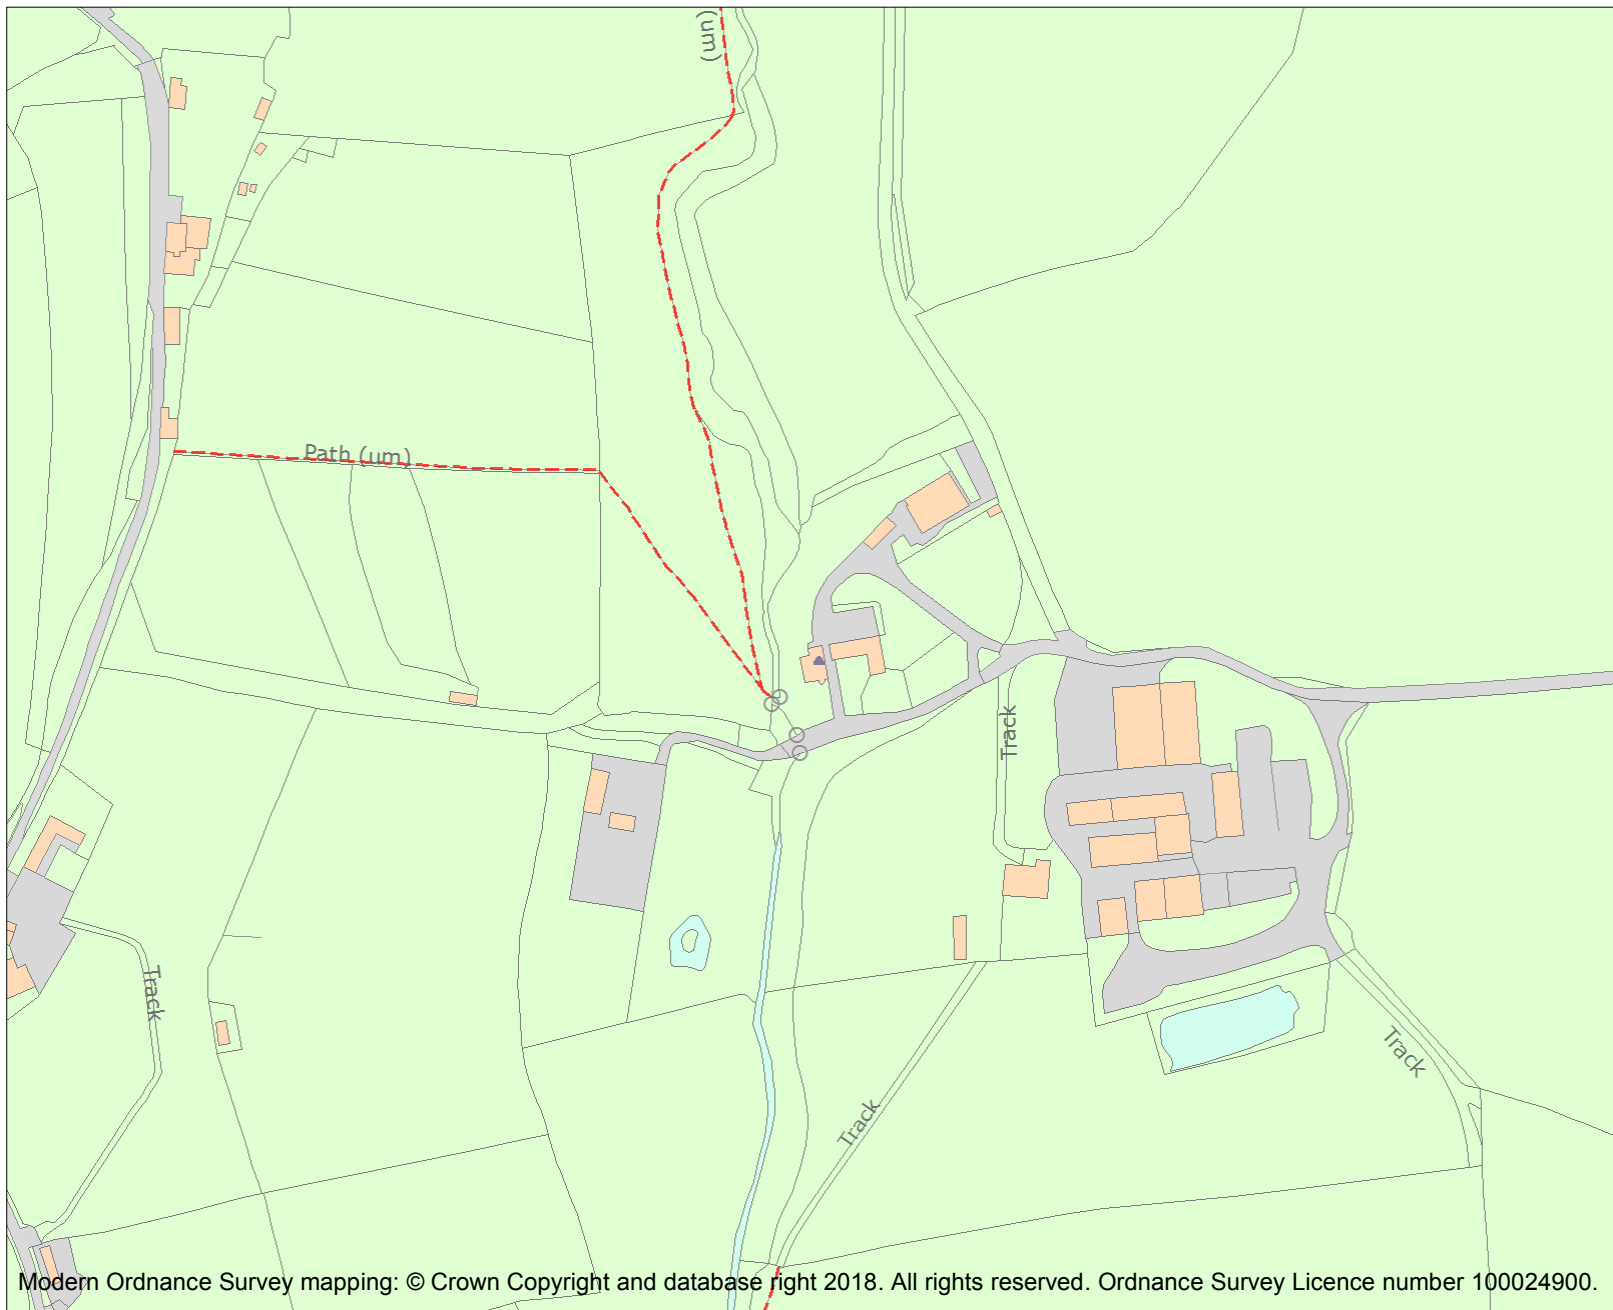 (um)
Path (um)
Track
Track
Track
Track
Modern Ordnance Survey mapping: © Crown Copyright and database right 2018. All rights reserved. Ordnance Survey Licence number 100024900.